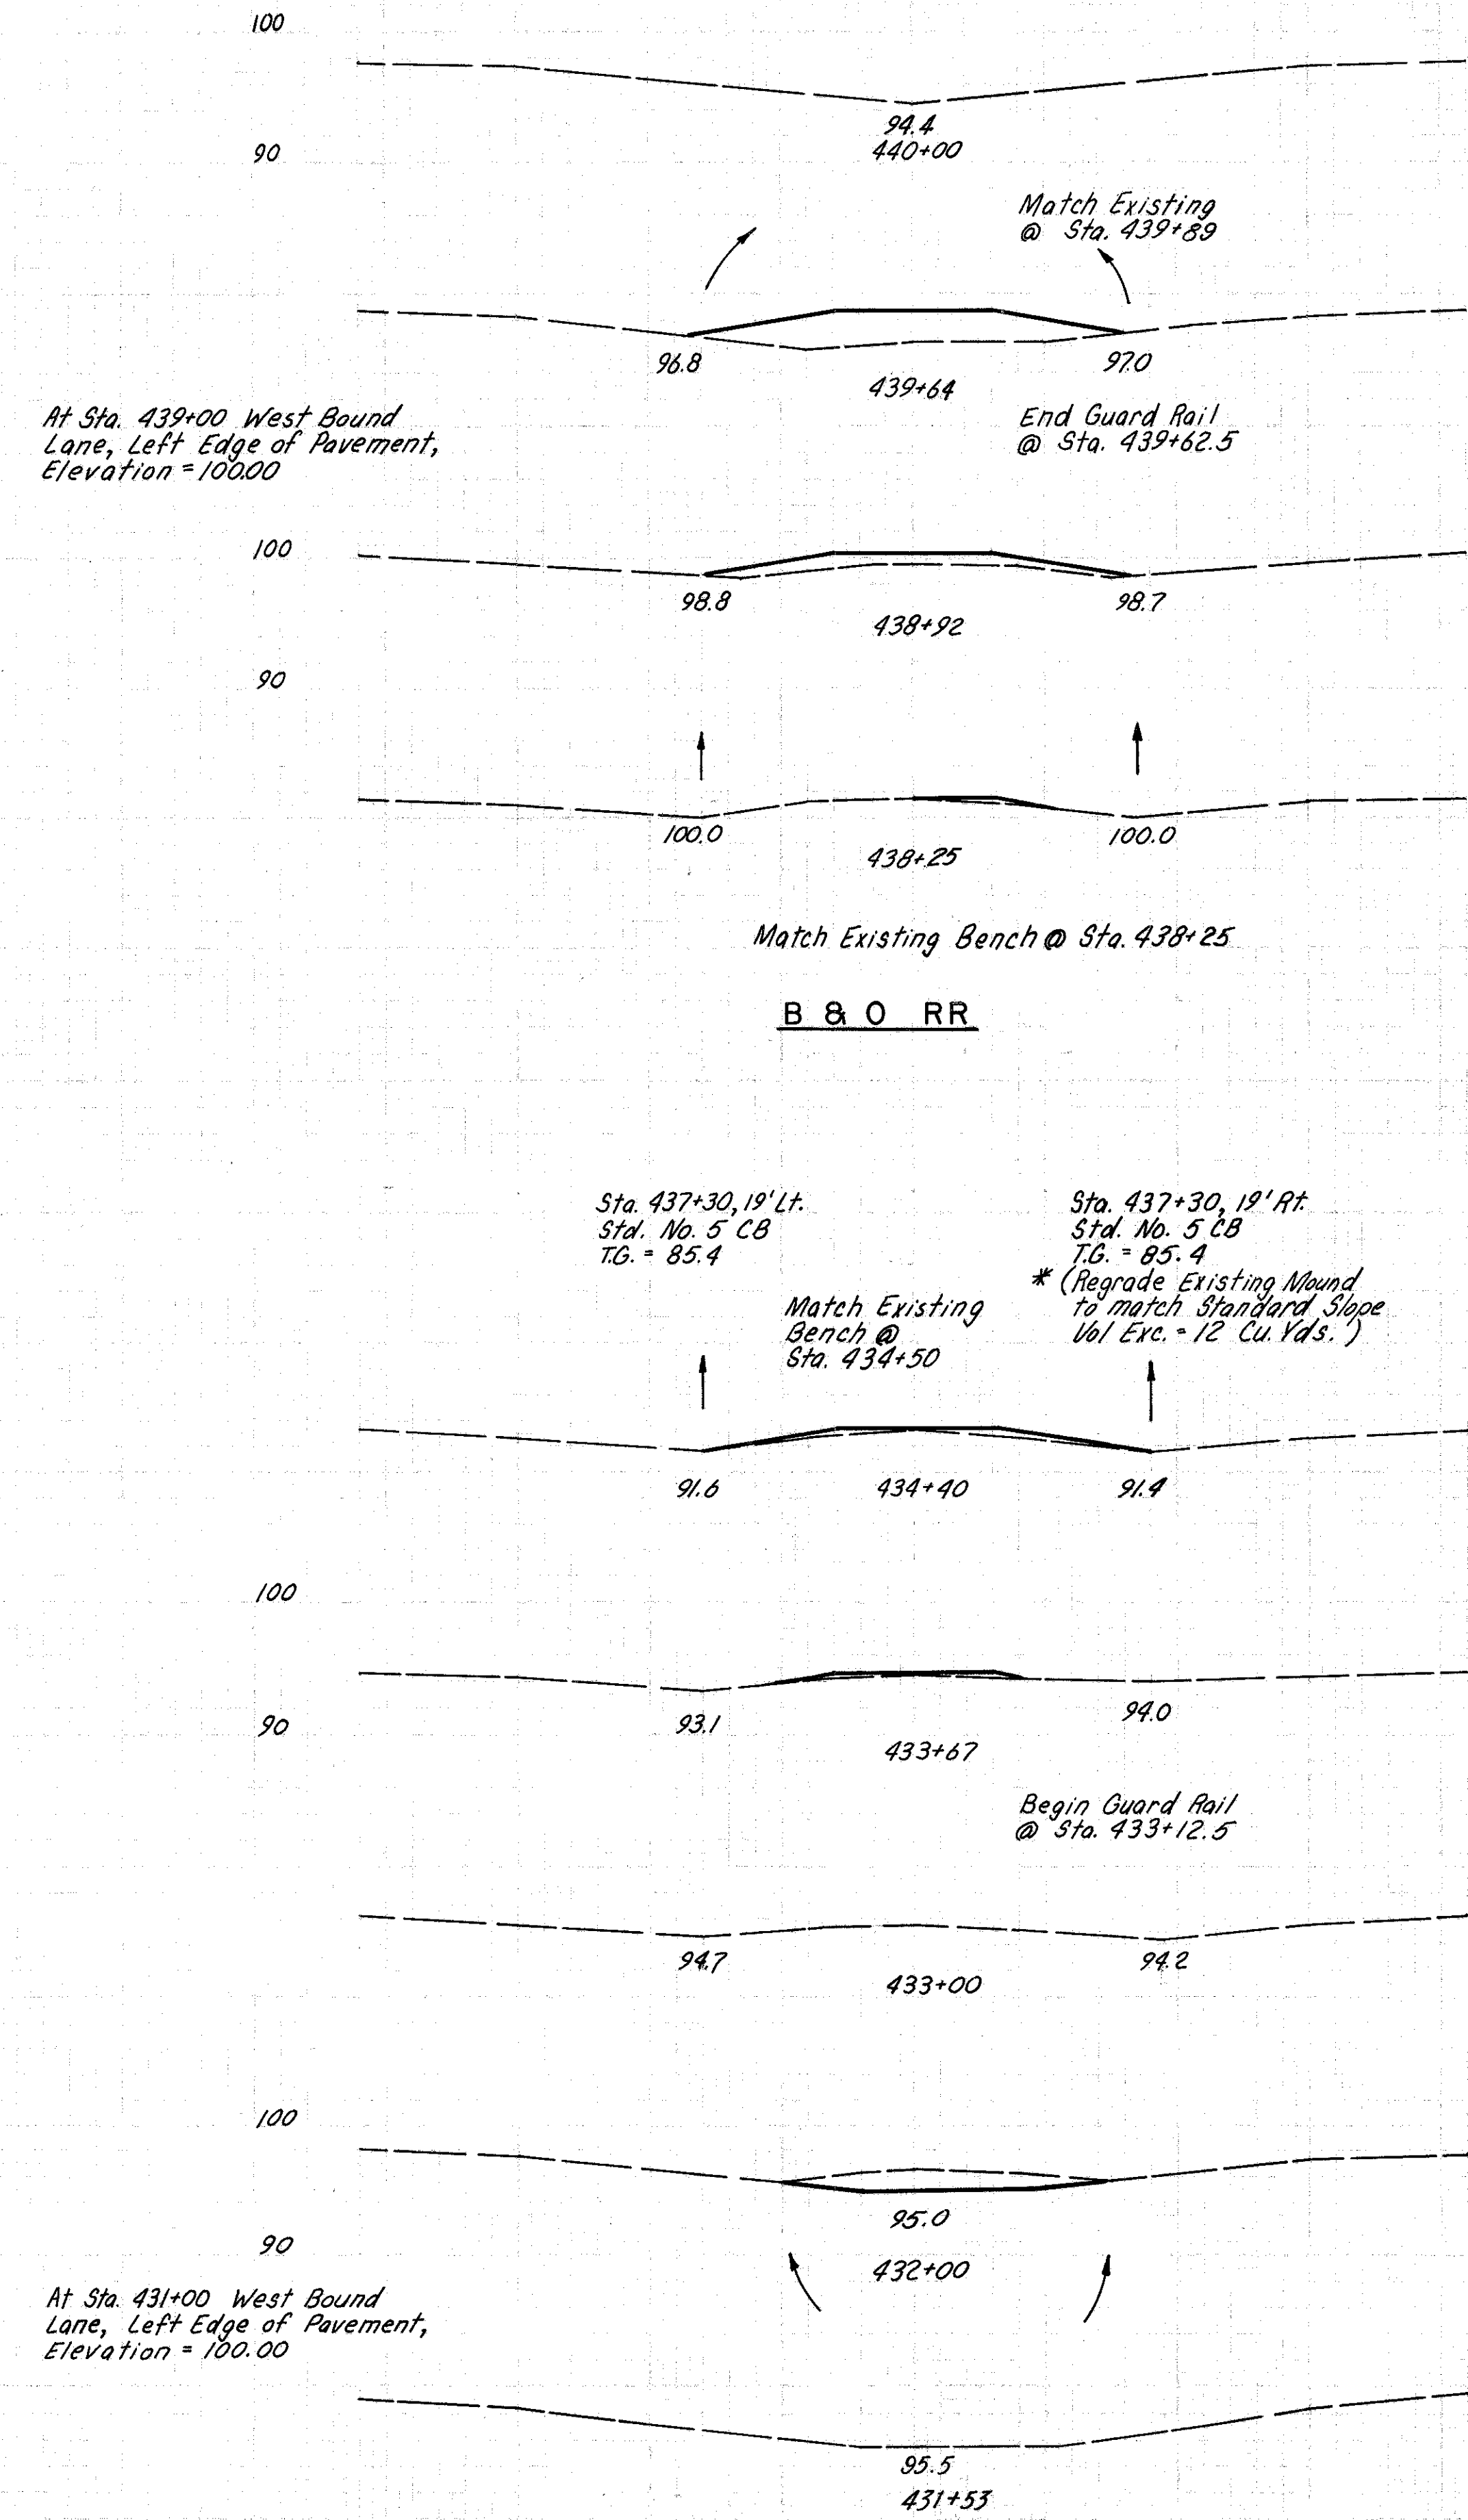 100
94.4
440+00
90
Match Existing
@ Sta. 439+89
96.8
97.0
439+64
At Sta. 439+00 West Bound
Lane, Left Edge of Pavement,
Elevation = 100.00
End Guard Rail
@ Sta. 439+62.5
100
98.8
98.7
438+92
90
100.0
100.0
438+25
Match Existing Bench @ Sta. 438+25
B & O RR
Sta. 437+30, 19' Lt.
Std. No. 5 CB
T.G. = 85.4
Sta. 437+30, 19' Rt.
Std. No. 5 CB
T.G. = 85.4
* (Regrade Existing Mound
to match Standard Slope
Vol Exc. = 12 Cu. Yds. )
Match Existing
Bench @
Sta. 434+50
91.6
434+40
91.4
100
90
93.1
94.0
433+67
Begin Guard Rail
@ Sta. 433+12.5
94.7
94.2
433+00
100
95.0
90
432+00
At Sta. 431+00 West Bound
Lane, Left Edge of Pavement,
Elevation = 100.00
95.5
431+53